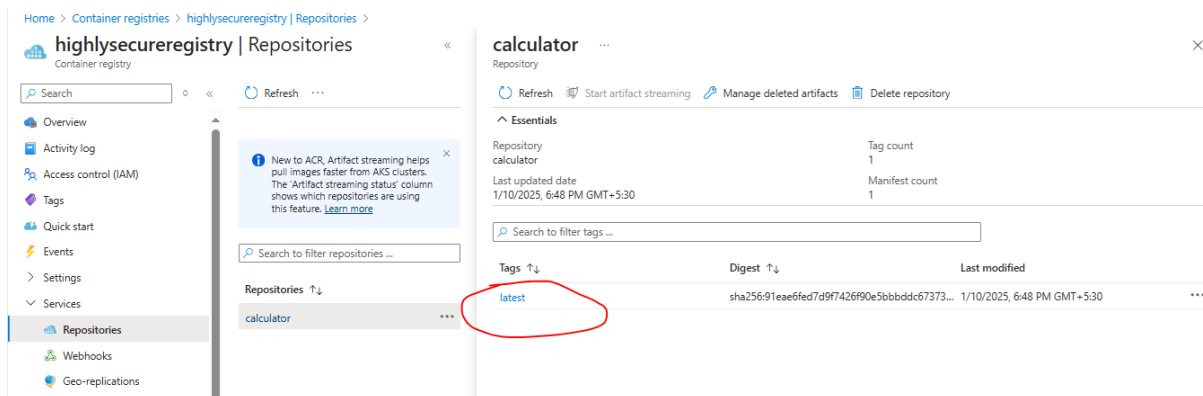 Home > Container registries > highlysecureregistry | Repositories >
highlysecureregistry | Repositories
Container registry
Search
Overview
Activity log
Access control (IAM)
Tags
Quick start
Events
Settings
Services
Repositories
Webhooks
Geo-replications
Refresh
New to ACR, Artifact streaming helps
pull images faster from AKS clusters.
The 'Artifact streaming status' column
shows which repositories are using
this feature. Learn more
Search to filter repositories ...
Repositories
calculator
calculator
Repository
Refresh Start artifact streaming Manage deleted artifacts Delete repository
Essentials
Repository
calculator
Last updated date
1/10/2025, 6:48 PM GMT+5:30
Tag count
1
Manifest count
1
Search to filter tags ...
Tags Digest Last modified
latest sha256:91eae6fed7d9f7426f90e5bbbddc67373... 1/10/2025, 6:48 PM GMT+5:30